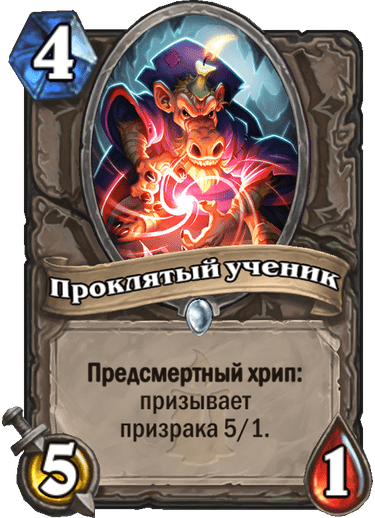 4
Проклятый ученик
Предсмертный хрип:
призывает
призрака 5/1.
5
1